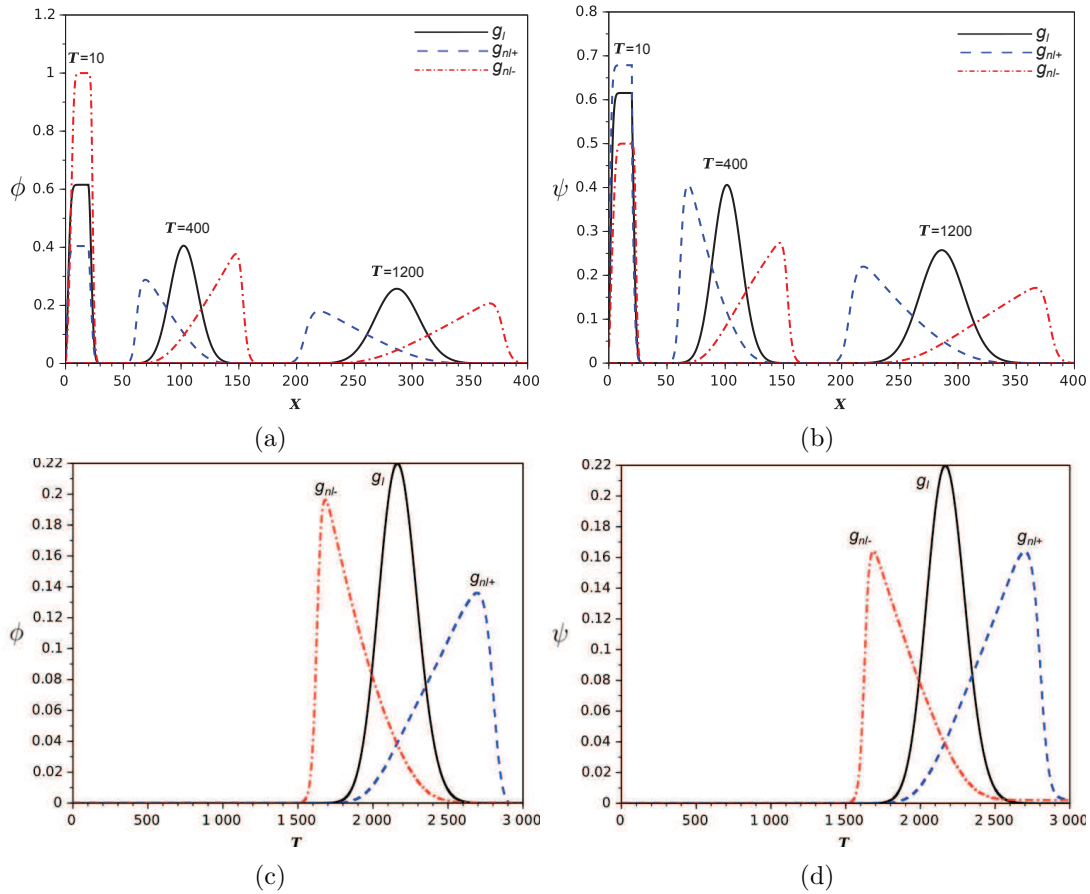 1.2
1
0.8
0.6
0.4
0.2
0
ϕ
T=10
T=400
T=1200
g_l
g_nl+
g_nl-
0 50 100 150 200 250 300 350 400
X
(a)
0.8
0.7
0.6
0.5
0.4
0.3
0.2
0.1
0
ψ
T=10
T=400
T=1200
g_l
g_nl+
g_nl-
0 50 100 150 200 250 300 350 400
X
(b)
0.22
0.2
0.18
0.16
0.14
0.12
0.1
0.08
0.06
0.04
0.02
0
ϕ
g_nl-
g_l
g_nl+
0 500 1 000 1 500 2 000 2 500 3 000
T
(c)
0.22
0.2
0.18
0.16
0.14
0.12
0.1
0.08
0.06
0.04
0.02
0
ψ
g_nl-
g_l
g_nl+
0 500 1 000 1 500 2 000 2 500 3 000
T
(d)